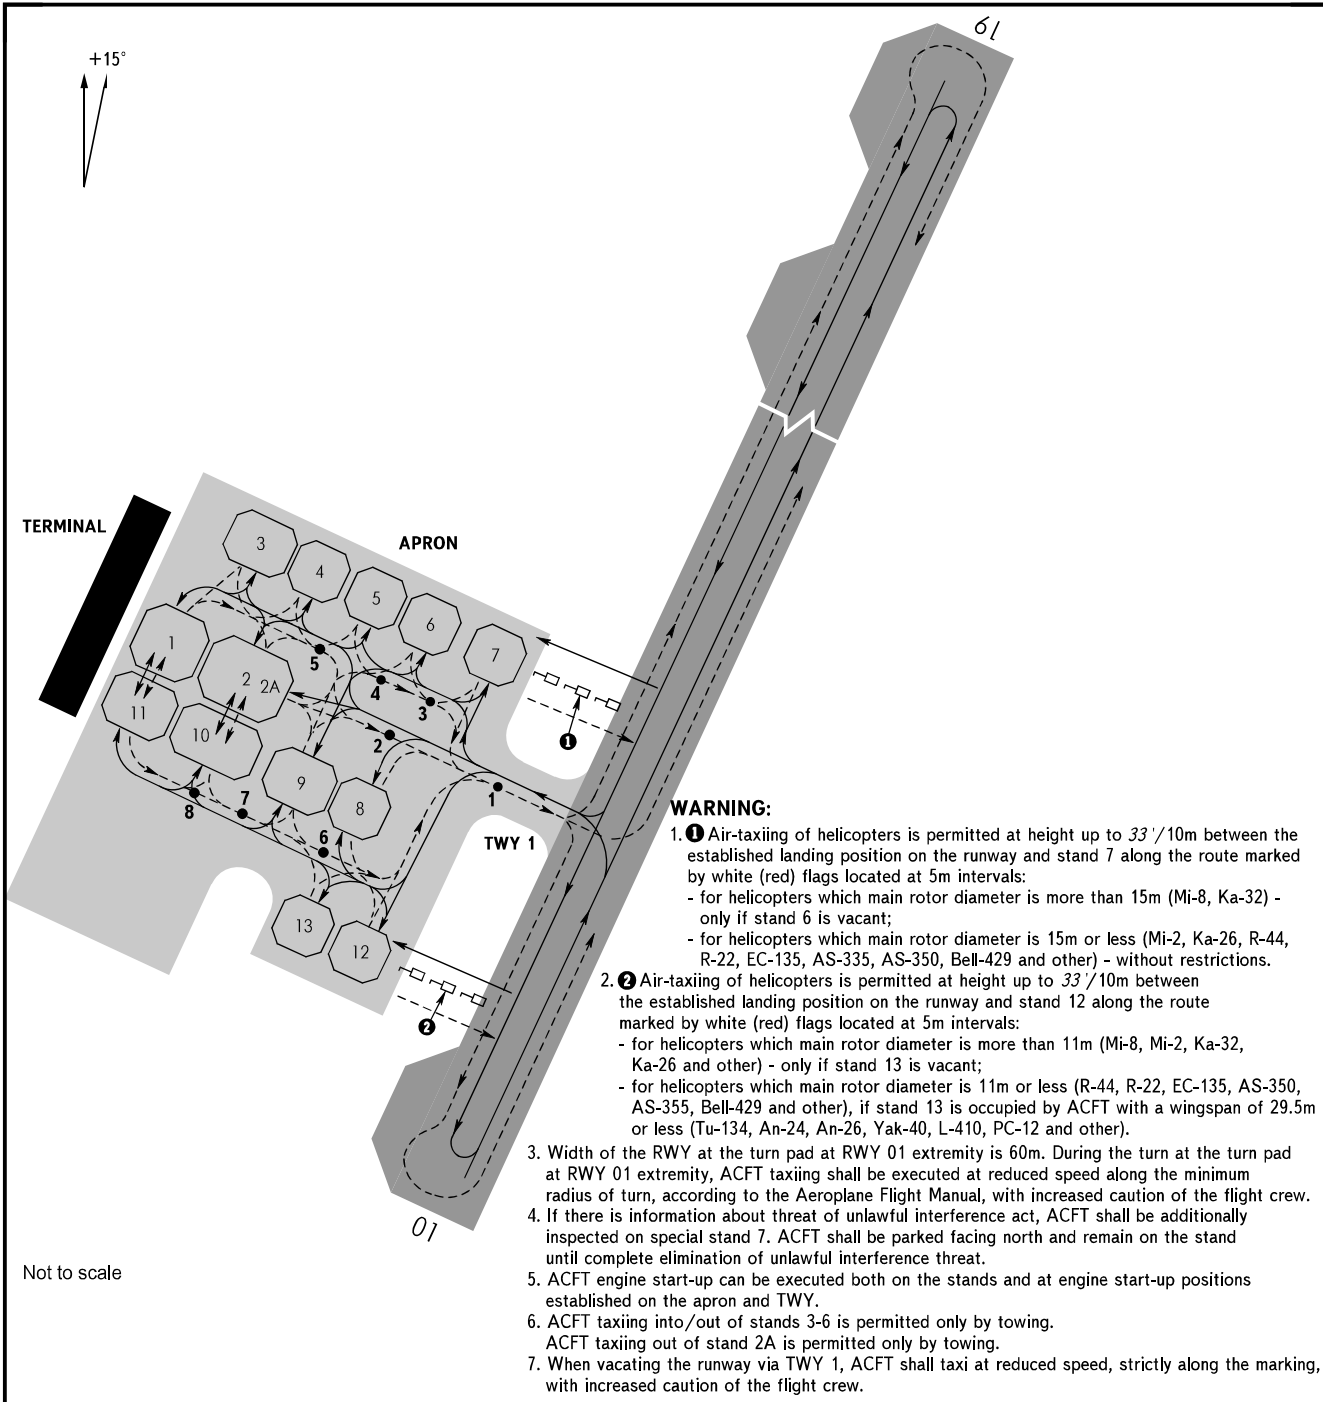 19
+15°
TERMINAL
APRON
3
4
5
6
7
1
2
2A
11
10
9
8
13
12
5
4
3
2
1
8
7
6
1
TWY 1
2
01
Not to scale
WARNING:
1. 1 Air-taxiing of helicopters is permitted at height up to 33'/10m between the
established landing position on the runway and stand 7 along the route marked
by white (red) flags located at 5m intervals:
- for helicopters which main rotor diameter is more than 15m (Mi-8, Ka-32) -
only if stand 6 is vacant;
- for helicopters which main rotor diameter is 15m or less (Mi-2, Ka-26, R-44,
R-22, EC-135, AS-335, AS-350, Bell-429 and other) - without restrictions.
2. 2 Air-taxiing of helicopters is permitted at height up to 33'/10m between
the established landing position on the runway and stand 12 along the route
marked by white (red) flags located at 5m intervals:
- for helicopters which main rotor diameter is more than 11m (Mi-8, Mi-2, Ka-32,
Ka-26 and other) - only if stand 13 is vacant;
- for helicopters which main rotor diameter is 11m or less (R-44, R-22, EC-135, AS-350,
AS-355, Bell-429 and other), if stand 13 is occupied by ACFT with a wingspan of 29.5m
or less (Tu-134, An-24, An-26, Yak-40, L-410, PC-12 and other).
3. Width of the RWY at the turn pad at RWY 01 extremity is 60m. During the turn at the turn pad
at RWY 01 extremity, ACFT taxiing shall be executed at reduced speed along the minimum
radius of turn, according to the Aeroplane Flight Manual, with increased caution of the flight crew.
4. If there is information about threat of unlawful interference act, ACFT shall be additionally
inspected on special stand 7. ACFT shall be parked facing north and remain on the stand
until complete elimination of unlawful interference threat.
5. ACFT engine start-up can be executed both on the stands and at engine start-up positions
established on the apron and TWY.
6. ACFT taxiing into/out of stands 3-6 is permitted only by towing.
ACFT taxiing out of stand 2A is permitted only by towing.
7. When vacating the runway via TWY 1, ACFT shall taxi at reduced speed, strictly along the marking,
with increased caution of the flight crew.